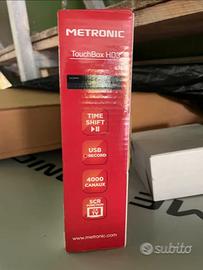 METRONIC
TouchBox HD
TIME
SHIFT
USB
RECORD
4000
CANAUX
SCR
www.metronic.com
subito